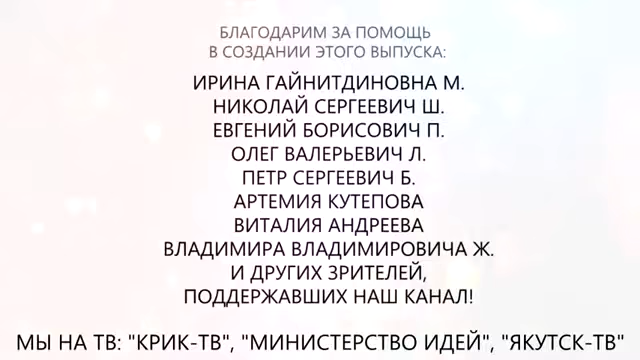 БЛАГОДАРИМ ЗА ПОМОЩЬ
В СОЗДАНИИ ЭТОГО ВЫПУСКА:
ИРИНА ГАЙНИТДИНОВНА М.
НИКОЛАЙ СЕРГЕЕВИЧ Ш.
ЕВГЕНИЙ БОРИСОВИЧ П.
ОЛЕГ ВАЛЕРЬЕВИЧ Л.
ПЕТР СЕРГЕЕВИЧ Б.
АРТЕМИЯ КУТЕПОВА
ВИТАЛИЯ АНДРЕЕВА
ВЛАДИМИРА ВЛАДИМИРОВИЧА Ж.
И ДРУГИХ ЗРИТЕЛЕЙ,
ПОДДЕРЖАВШИХ НАШ КАНАЛ!
МЫ НА ТВ: "КРИК-ТВ", "МИНИСТЕРСТВО ИДЕЙ", "ЯКУТСК-ТВ"